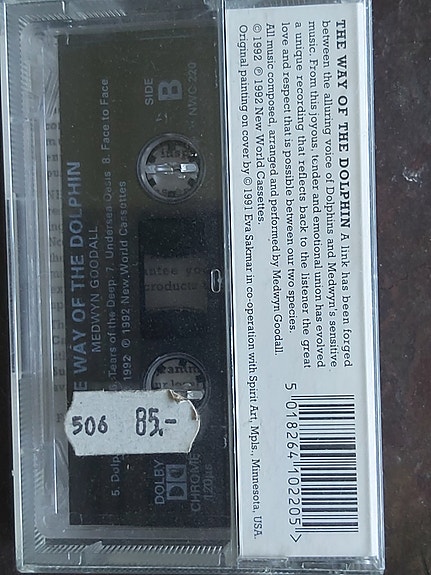 THE WAY OF THE DOLPHIN A link has been forged
between the alluring voice of Dolphins and Medwyn's sensitive
music. From this joyous, tender and emotional union has evolved
a unique recording that reflects back to the listener the great
love and respect that is possible between our two species.
All music composed, arranged and performed by Medwyn Goodall.
© 1992 ℗ 1992 New World Cassettes.
Original painting on cover by © 1991 Eva Sakmar in co-operation with Spirit Art, Mpls., Minnesota, USA.
5 018264 102205 >
SIDE
B
NWC 220
WAY OF THE DOLPHIN
MEDWYN GOODALL
5. Tears of the Deep 7. Undersea Oasis 8. Face to Face
1992 ℗ 1992 New World Cassettes
DOLBY
CHROME
120µs
506 85,-